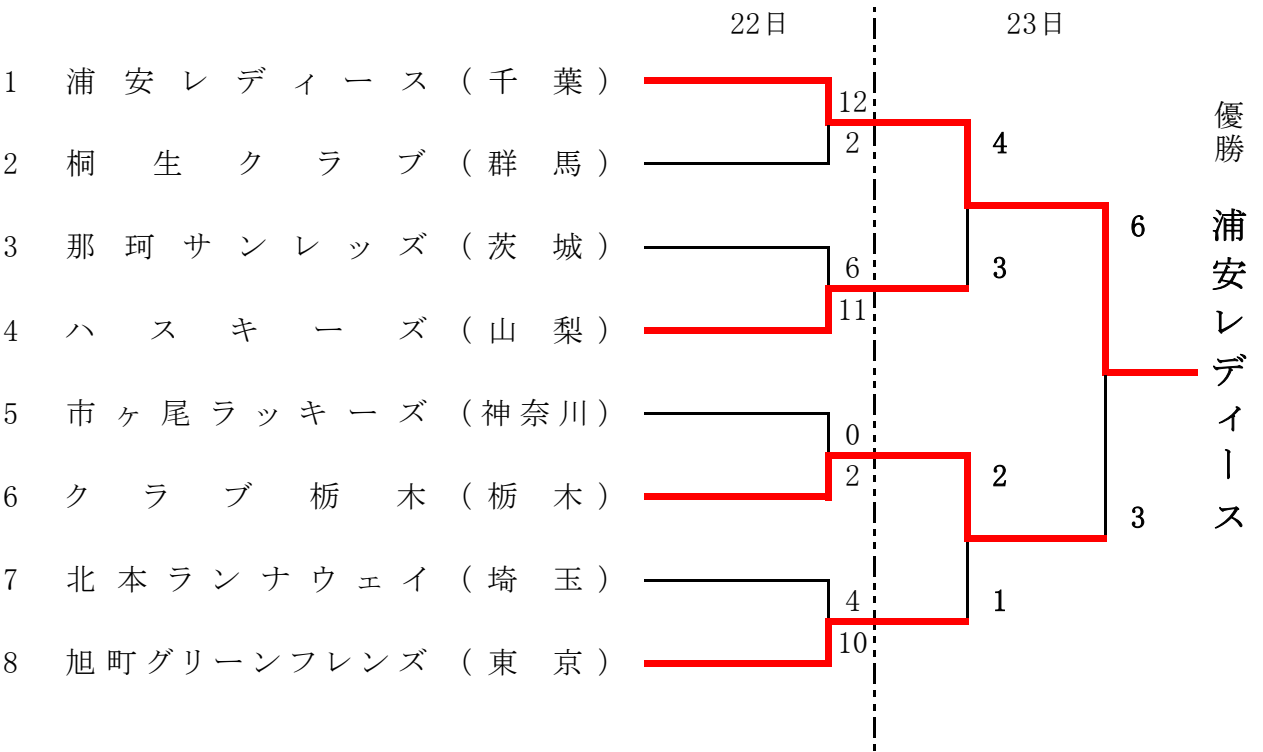 22日 23日
1 浦安レディース(千葉)
12
2
2 桐生クラブ(群馬)
4
3 那珂サンレッズ(茨城)
6
11
3
4 ハスキーズ(山梨)
6
5 市ヶ尾ラッキーズ(神奈川)
0
2
2
6 クラブ栃木(栃木)
3
7 北本ランナウェイ(埼玉)
4
10
1
8 旭町グリーンフレンズ(東京)
優勝
浦安レディース